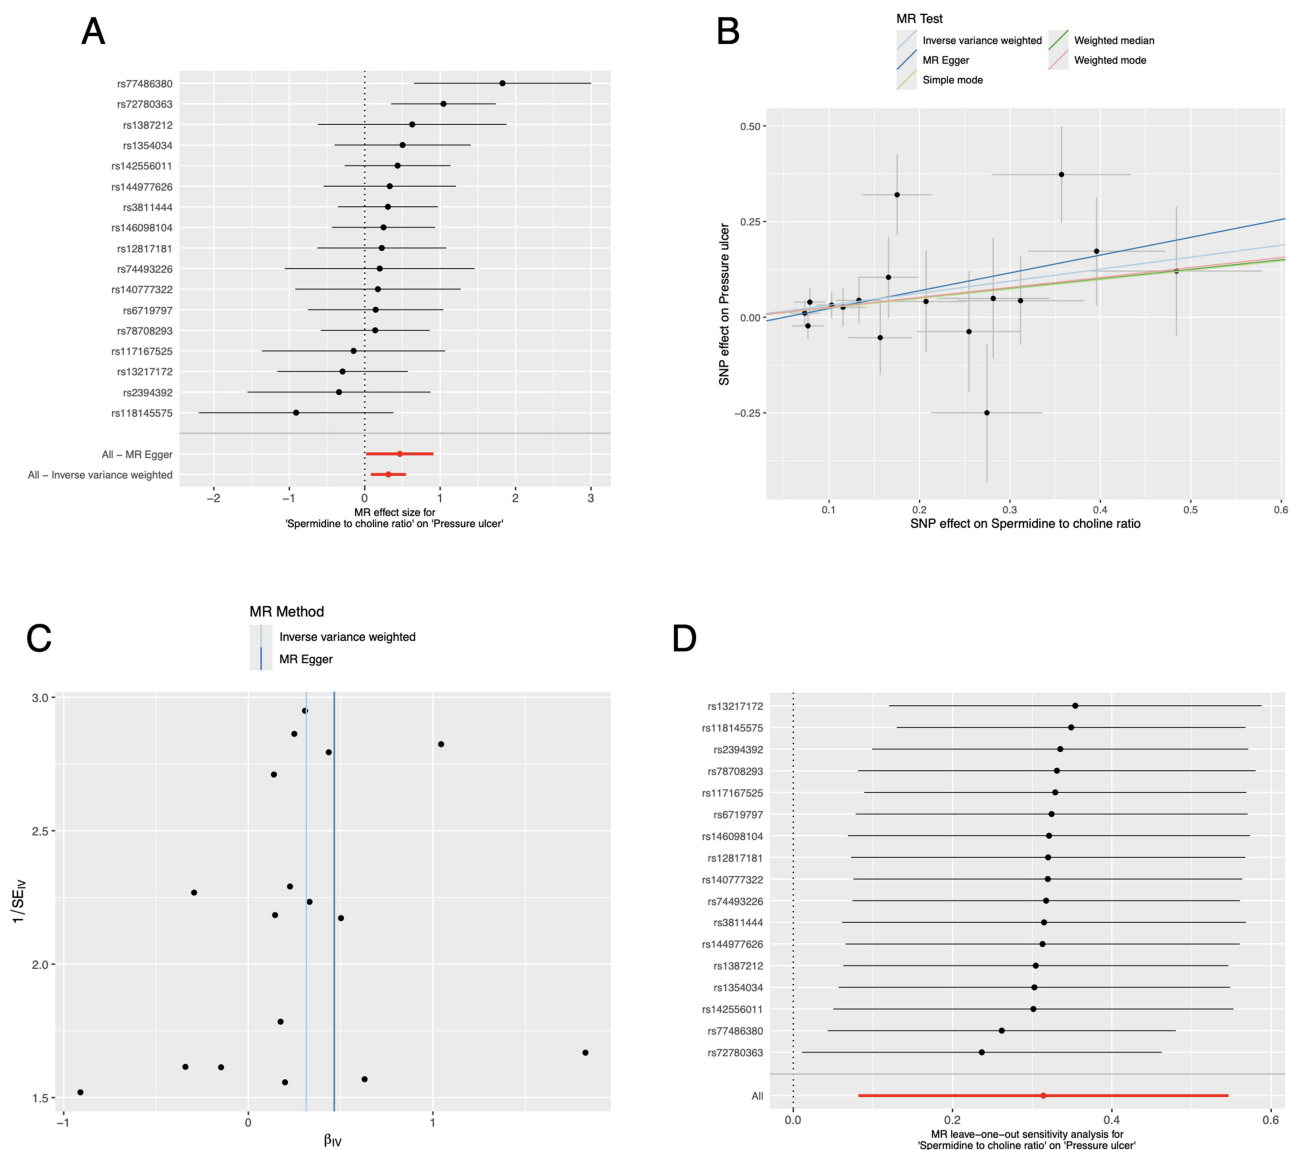 A
rs77486380
rs72780363
rs1387212
rs1354034
rs142556011
rs144977626
rs3811444
rs146098104
rs12817181
rs74493226
rs140777322
rs6719797
rs78708293
rs117167525
rs13217172
rs2394392
rs118145575
All − MR Egger
All − Inverse variance weighted
−2 −1 0 1 2 3
MR effect size for
'Spermidine to choline ratio' on 'Pressure ulcer'
B
MR Test
Inverse variance weighted Weighted median
MR Egger Weighted mode
Simple mode
SNP effect on Pressure ulcer
0.50
0.25
0.00
−0.25
0.1 0.2 0.3 0.4 0.5 0.6
SNP effect on Spermidine to choline ratio
C
MR Method
Inverse variance weighted
MR Egger
1/SEIV
3.0
2.5
2.0
1.5
−1 0 1
βIV
D
rs13217172
rs118145575
rs2394392
rs78708293
rs117167525
rs6719797
rs146098104
rs12817181
rs140777322
rs74493226
rs3811444
rs144977626
rs1387212
rs1354034
rs142556011
rs77486380
rs72780363
All
0.0 0.2 0.4 0.6
MR leave−one−out sensitivity analysis for
'Spermidine to choline ratio' on 'Pressure ulcer'